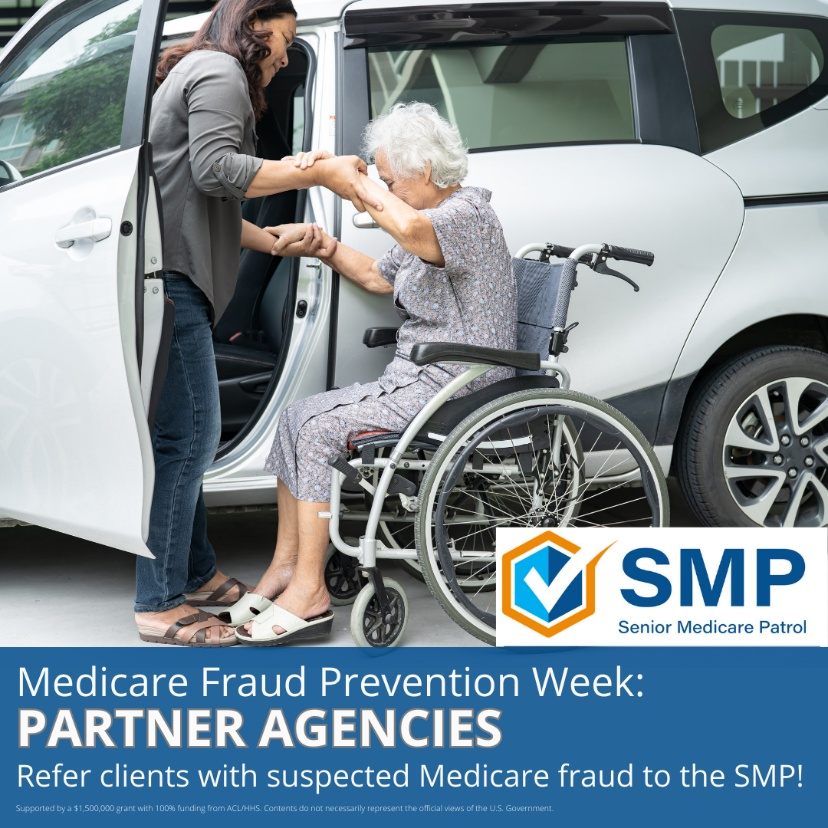 SMP
Senior Medicare Patrol
Medicare Fraud Prevention Week:
PARTNER AGENCIES
Refer clients with suspected Medicare fraud to the SMP!
Supported by a $1,500,000 grant with 100% funding from ACL/HHS. Contents do not necessarily represent the official views of the U.S. Government.